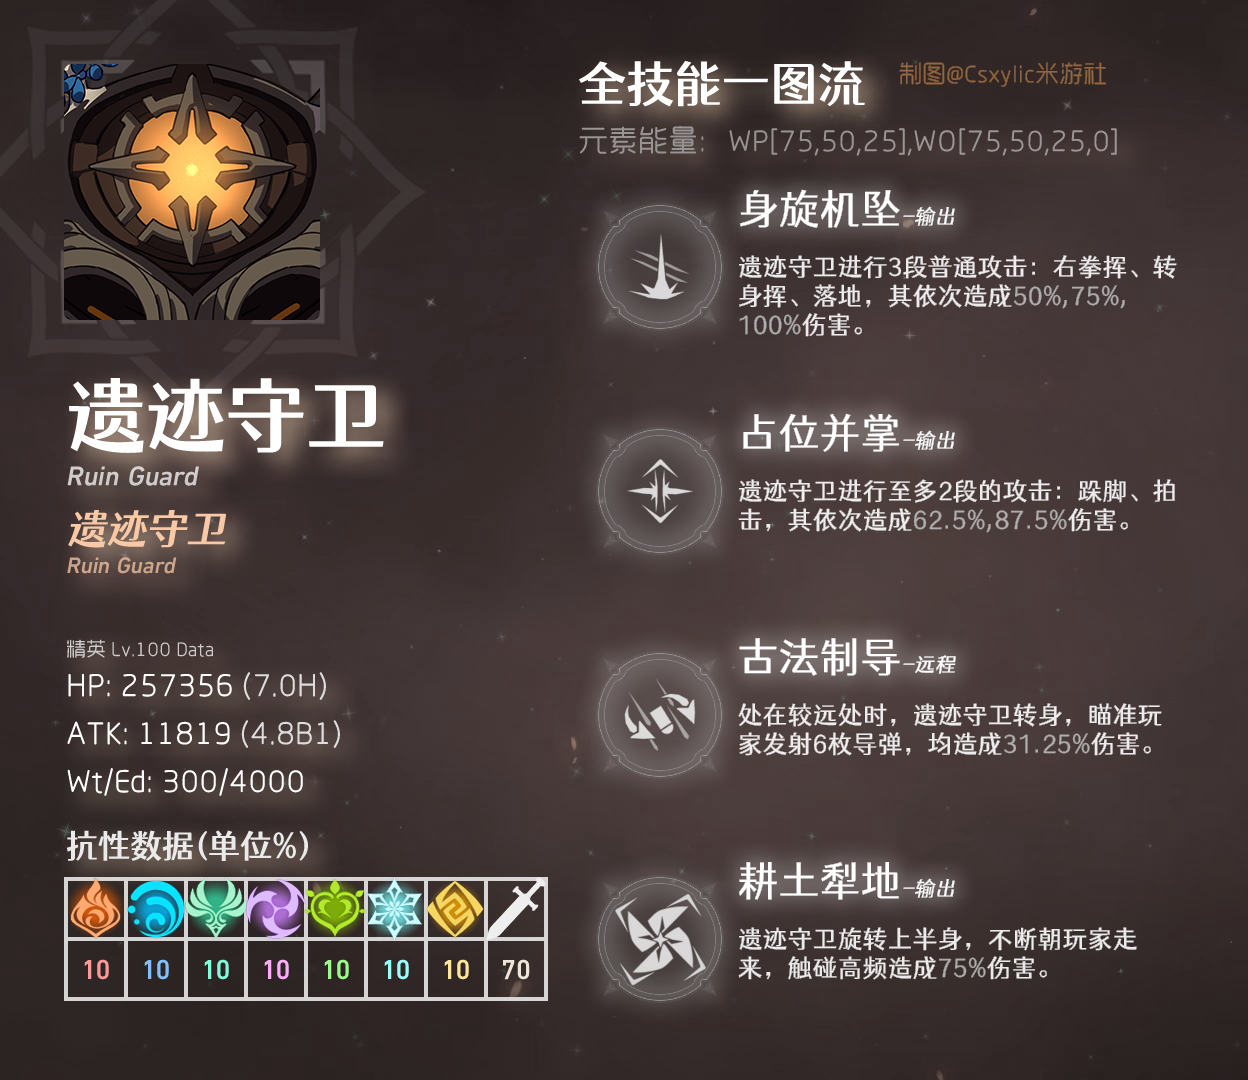 遗迹守卫
Ruin Guard
遗迹守卫
Ruin Guard
精英 Lv.100 Data
HP: 257356 (7.0H)
ATK: 11819 (4.8B1)
Wt/Ed: 300/4000
抗性数据(单位%)
10 10 10 10 10 10 10 70
全技能一图流
制图@Csxylic米游社
元素能量: WP[75,50,25],WO[75,50,25,0]
身旋机坠-输出
遗迹守卫进行3段普通攻击：右拳挥、转
身挥、落地，其依次造成50%,75%,
100%伤害。
占位并掌-输出
遗迹守卫进行至多2段的攻击：跺脚、拍
击，其依次造成62.5%,87.5%伤害。
古法制导-远程
处在较远处时，遗迹守卫转身，瞄准玩
家发射6枚导弹，均造成31.25%伤害。
耕土犁地-输出
遗迹守卫旋转上半身，不断朝玩家走
来，触碰高频造成75%伤害。